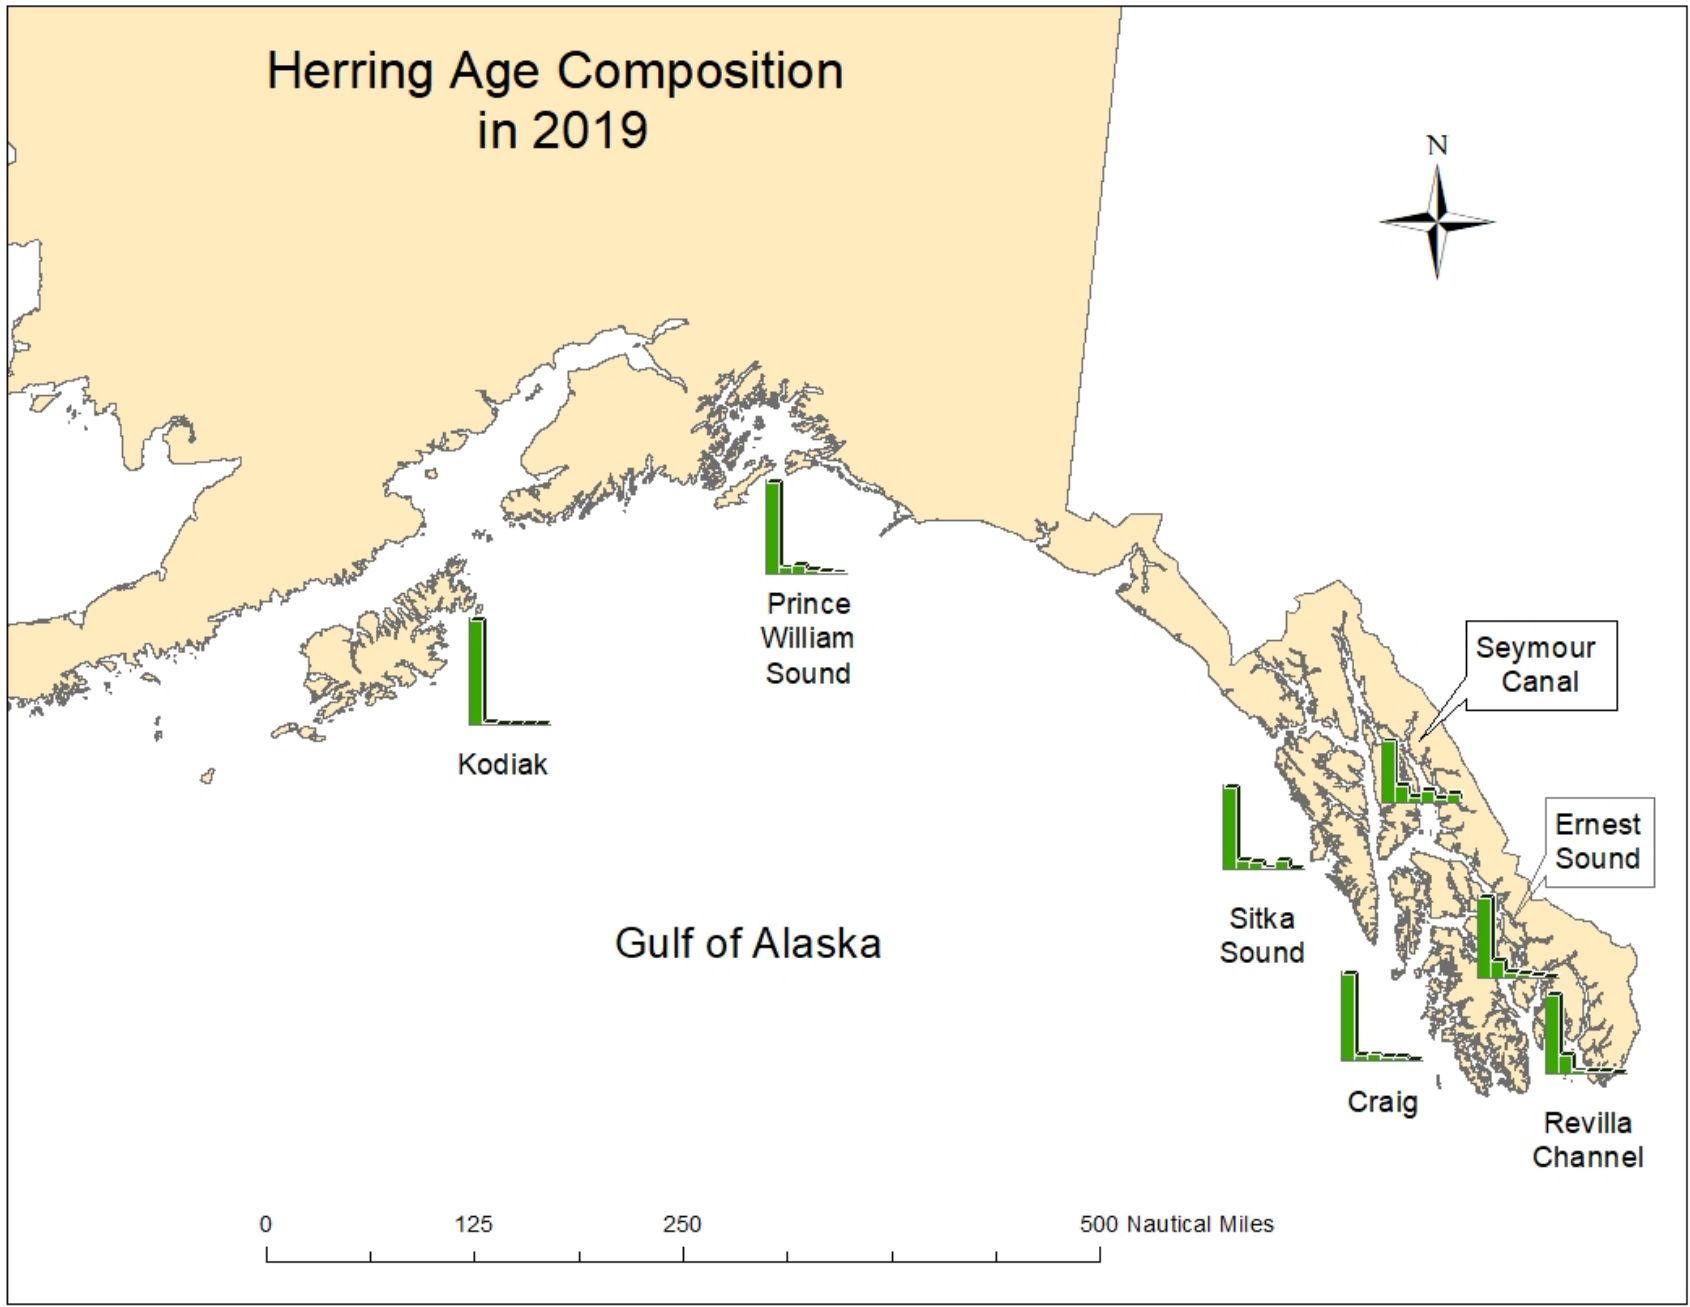 Herring Age Composition
in 2019
N
Prince
William
Sound
Seymour
Canal
Kodiak
Ernest
Sound
Sitka
Sound
Gulf of Alaska
Craig
Revilla
Channel
0 125 250 500 Nautical Miles